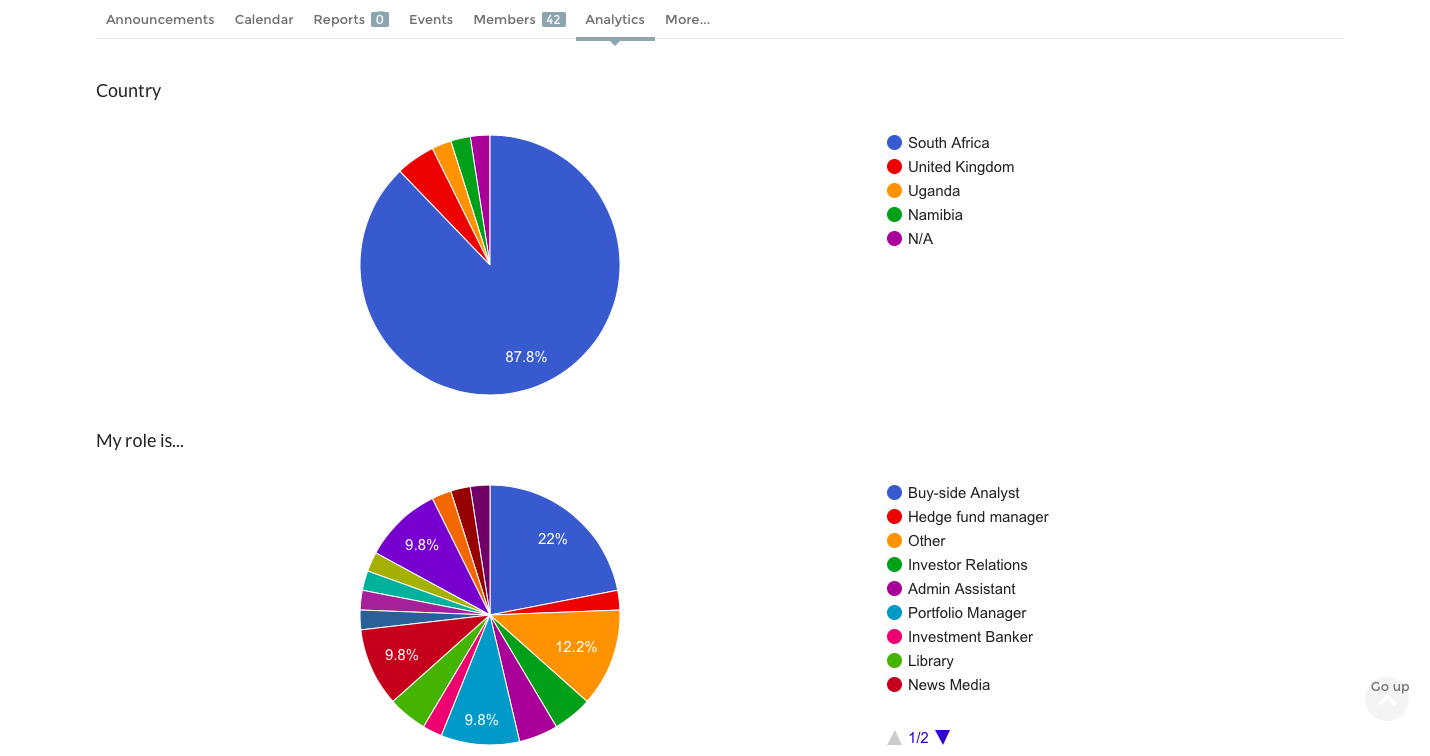 Announcements Calendar Reports 0 Events Members 42 Analytics More...
Country
South Africa
United Kingdom
Uganda
Namibia
N/A
87.8%
My role is...
22%
9.8%
12.2%
9.8%
9.8%
Buy-side Analyst
Hedge fund manager
Other
Investor Relations
Admin Assistant
Portfolio Manager
Investment Banker
Library
News Media
1/2
Go up